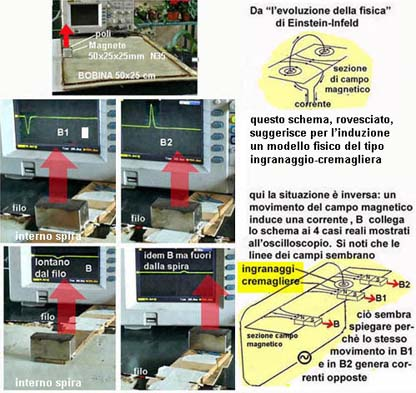 poli
Magnete
50x25x25mm N35
BOBINA 50x25 cm
B1
filo
interno spira
B2
filo
lontano
dal filo
B
filo
interno spira
idem B ma fuori
dalla spira
filo
Da “l’evoluzione della fisica”
di Einstein-Infeld
sezione
di campo
magnetico
corrente
questo schema, rovesciato,
suggerisce per l’induzione
un modello fisico del tipo
ingranaggio-cremagliera
qui la situazione è inversa: un
movimento del campo magnetico
induce una corrente , B collega
lo schema ai 4 casi reali mostrati
all’oscilloscopio. Si noti che le
linee dei campi sembrano
ingranaggi
cremagliere
B2
B1
B
sezione campo
magnetico
ciò sembra
spiegare per-
chè lo stesso
movimento in B1
e in B2 genera cor-
renti opposte